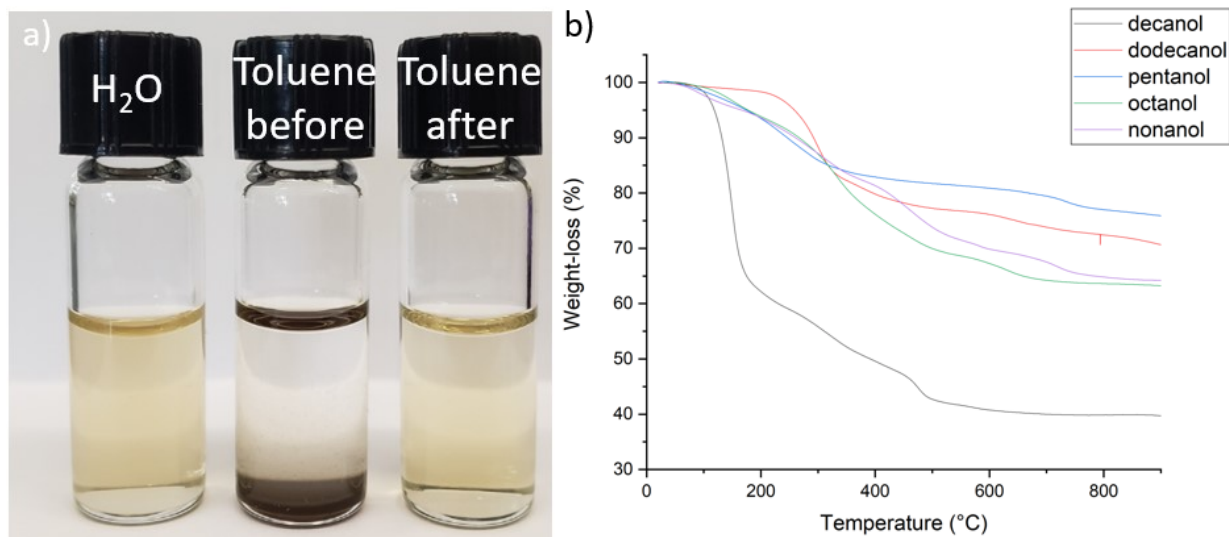 a)
H₂O
Toluene
before
Toluene
after
b)
decanol
dodecanol
pentanol
octanol
nonanol
100
90
80
70
60
50
40
30
Weight-loss (%)
0
200
400
600
800
Temperature (°C)